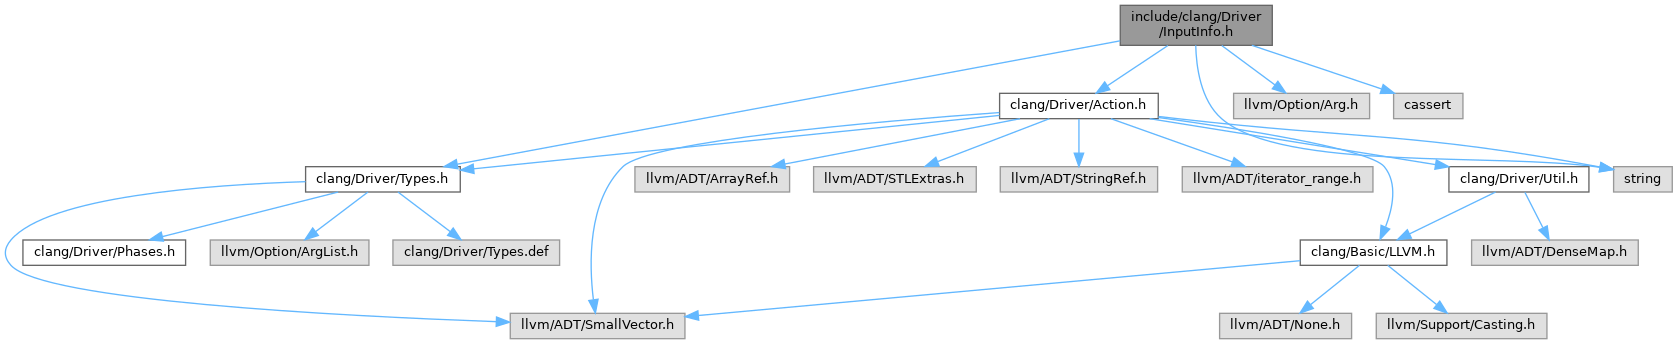 include/clang/Driver
/InputInfo.h
clang/Driver/Action.h
llvm/Option/Arg.h
cassert
clang/Driver/Types.h
llvm/ADT/ArrayRef.h
llvm/ADT/STLExtras.h
llvm/ADT/StringRef.h
llvm/ADT/iterator_range.h
clang/Driver/Util.h
string
clang/Driver/Phases.h
llvm/Option/ArgList.h
clang/Driver/Types.def
clang/Basic/LLVM.h
llvm/ADT/DenseMap.h
llvm/ADT/SmallVector.h
llvm/ADT/None.h
llvm/Support/Casting.h